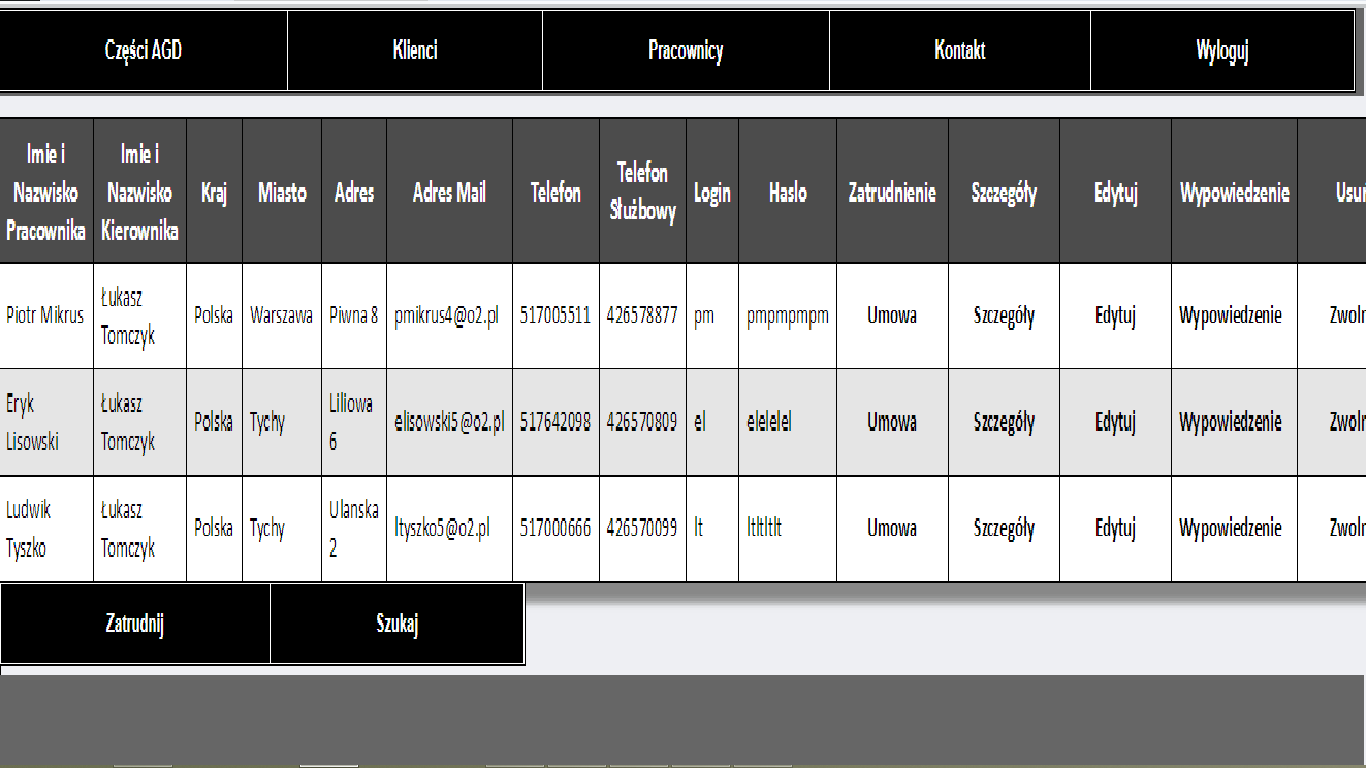 Części AGD Klienci Pracownicy Kontakt Wyloguj
Imie i Nazwisko Pracownika Imie i Nazwisko Kierownika Kraj Miasto Adres Adres Mail Telefon Telefon Służbowy Login Haslo Zatrudnienie Szczegóły Edytuj Wypowiedzenie Usuń
Piotr Mikrus Łukasz Tomczyk Polska Warszawa Piwna 8 pmikrus4@o2.pl 517005511 426578877 pm pmpmpmpm Umowa Szczegóły Edytuj Wypowiedzenie Zwoln
Eryk Lisowski Łukasz Tomczyk Polska Tychy Liliowa 6 elisowski5@o2.pl 517642098 426570809 el elelelel Umowa Szczegóły Edytuj Wypowiedzenie Zwoln
Ludwik Tyszko Łukasz Tomczyk Polska Tychy Ulanska 2 ltyszko5@o2.pl 517000666 426570099 lt ltltltlt Umowa Szczegóły Edytuj Wypowiedzenie Zwoln
Zatrudnij Szukaj